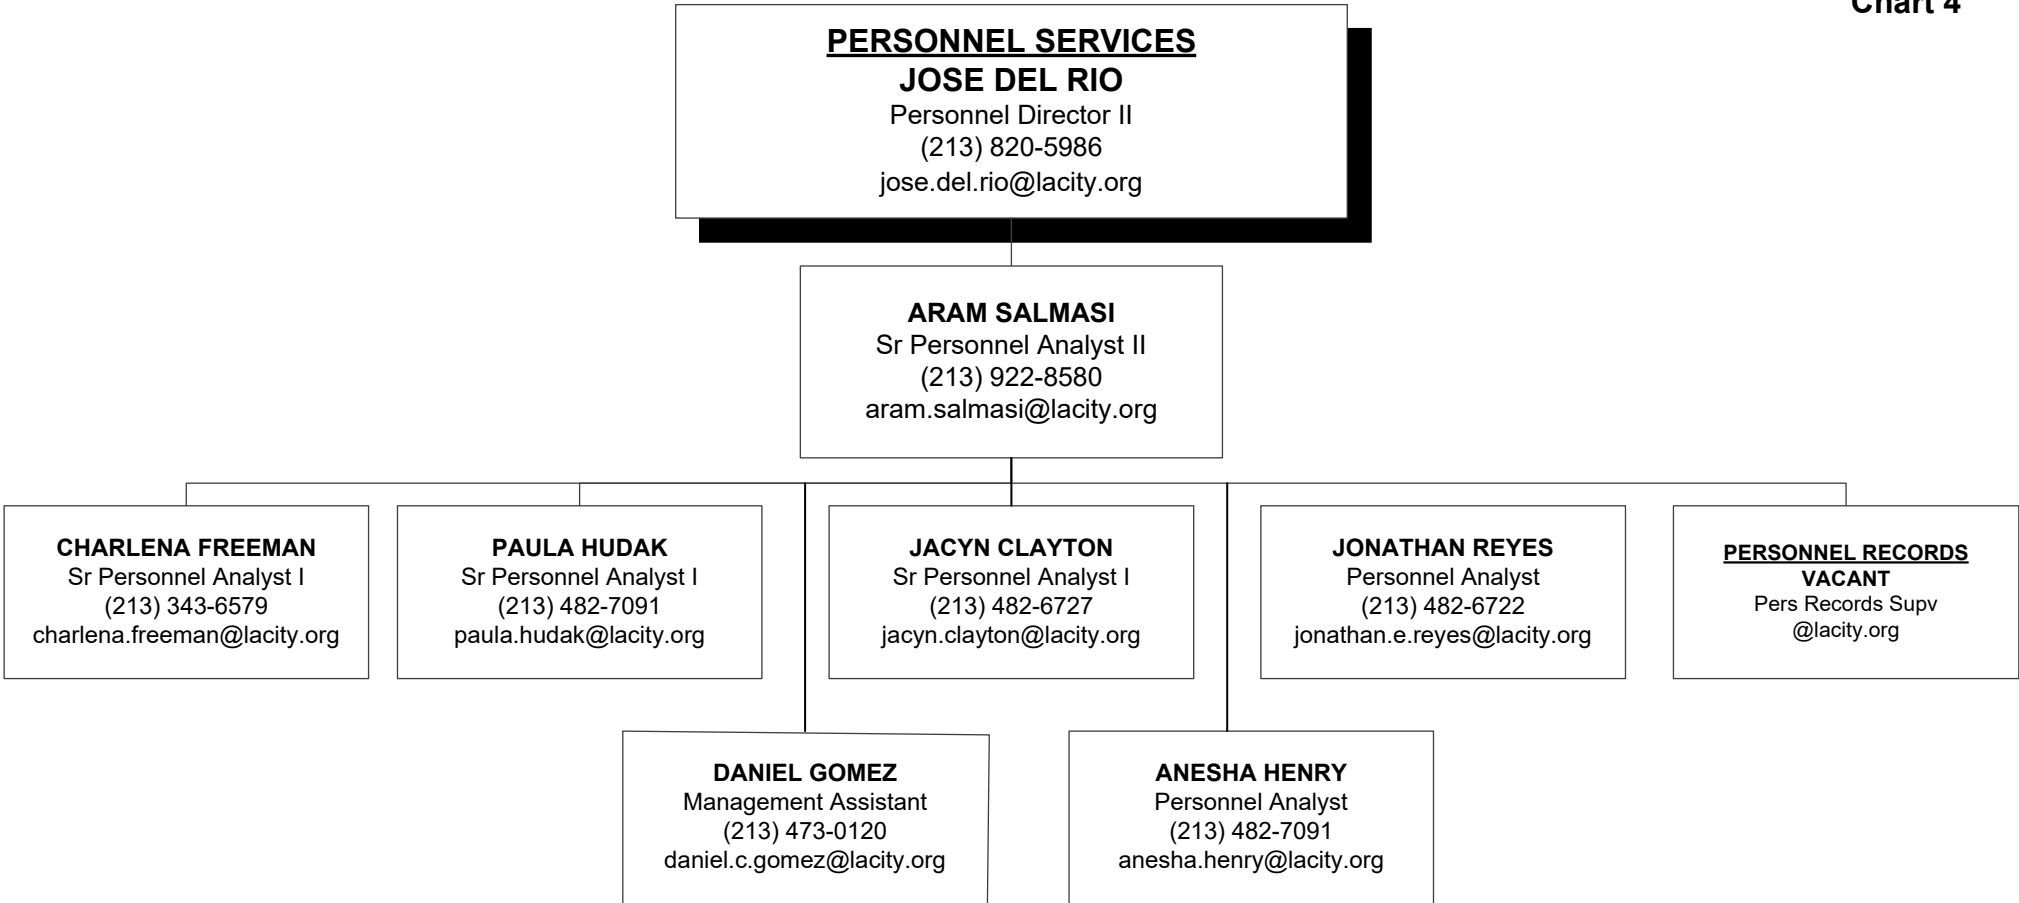 Chart 4
PERSONNEL SERVICES
JOSE DEL RIO
Personnel Director II
(213) 820-5986
jose.del.rio@lacity.org
ARAM SALMASI
Sr Personnel Analyst II
(213) 922-8580
aram.salmasi@lacity.org
CHARLENA FREEMAN
Sr Personnel Analyst I
(213) 343-6579
charlena.freeman@lacity.org
PAULA HUDAK
Sr Personnel Analyst I
(213) 482-7091
paula.hudak@lacity.org
JACYN CLAYTON
Sr Personnel Analyst I
(213) 482-6727
jacyn.clayton@lacity.org
JONATHAN REYES
Personnel Analyst
(213) 482-6722
jonathan.e.reyes@lacity.org
PERSONNEL RECORDS
VACANT
Pers Records Supv
@lacity.org
DANIEL GOMEZ
Management Assistant
(213) 473-0120
daniel.c.gomez@lacity.org
ANESHA HENRY
Personnel Analyst
(213) 482-7091
anesha.henry@lacity.org